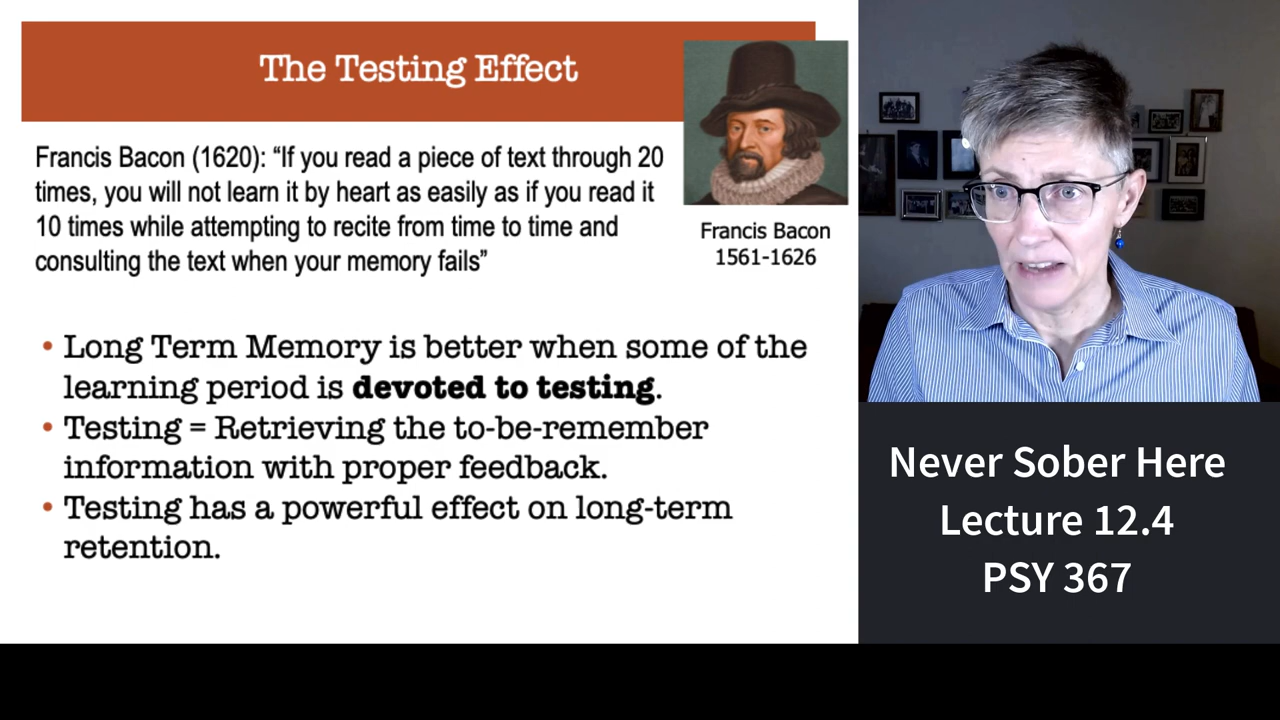 The Testing Effect
Francis Bacon (1620): “If you read a piece of text through 20
times, you will not learn it by heart as easily as if you read it
10 times while attempting to recite from time to time and
consulting the text when your memory fails”
Francis Bacon
1561-1626
• Long Term Memory is better when some of the
learning period is devoted to testing.
• Testing = Retrieving the to-be-remember
information with proper feedback.
• Testing has a powerful effect on long-term
retention.
Never Sober Here
Lecture 12.4
PSY 367